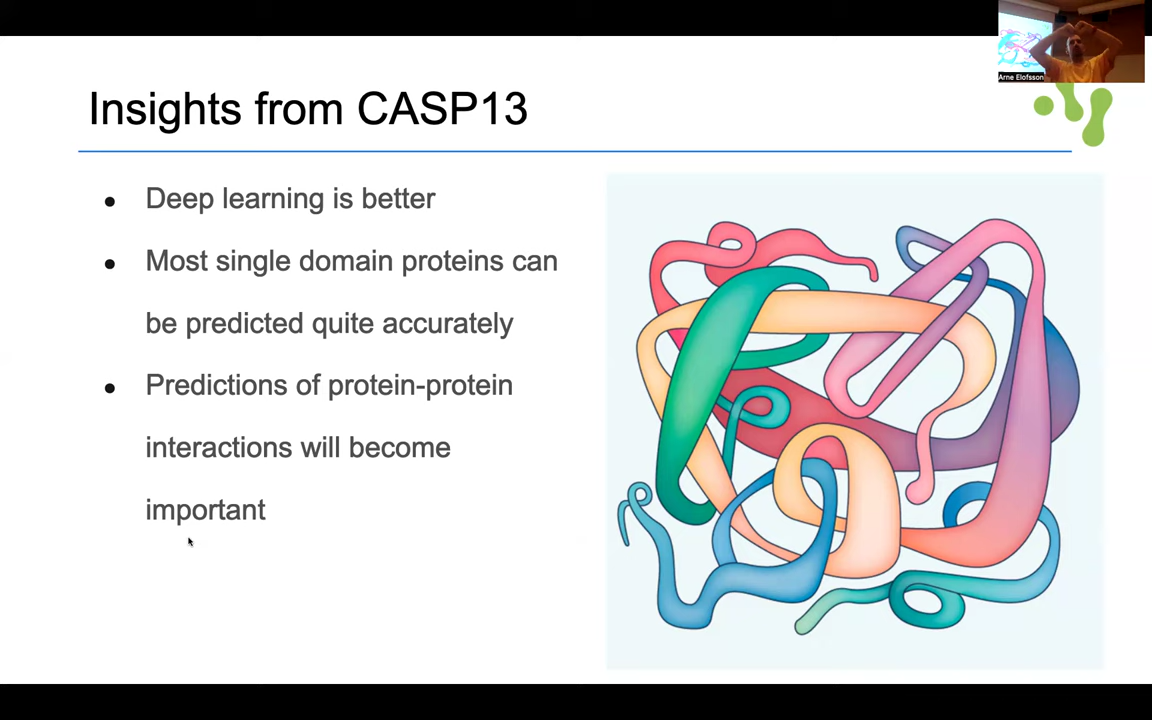 Arne Elofsson
Insights from CASP13
● Deep learning is better
● Most single domain proteins can
be predicted quite accurately
● Predictions of protein-protein
interactions will become
important